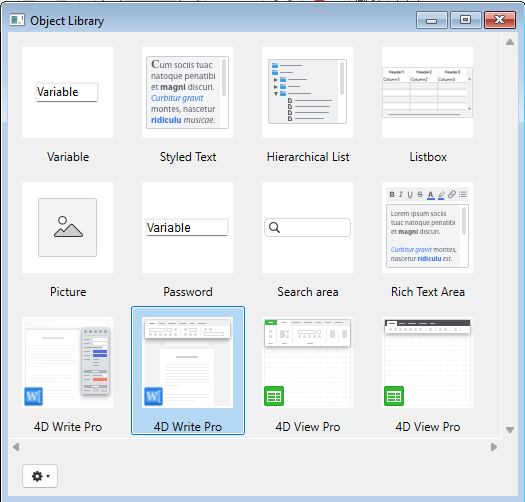 Object Library
Variable
Cum sociis tuac
natoque penatibi
et magni discuri.
Curbitur gravit
montes, nascetur
ridiculu musicae.
Header1 Header2 Header3
Column1 Column2 Column3
Variable
Styled Text
Hierarchical List
Listbox
Variable
B I U S A
Lorem ipsum sociis
tuac natoque penatibi
et magni discuri.
Curbitur gravit montes,
nascetur ridiculu est.
Picture
Password
Search area
Rich Text Area
W
W
4D Write Pro
4D Write Pro
4D View Pro
4D View Pro